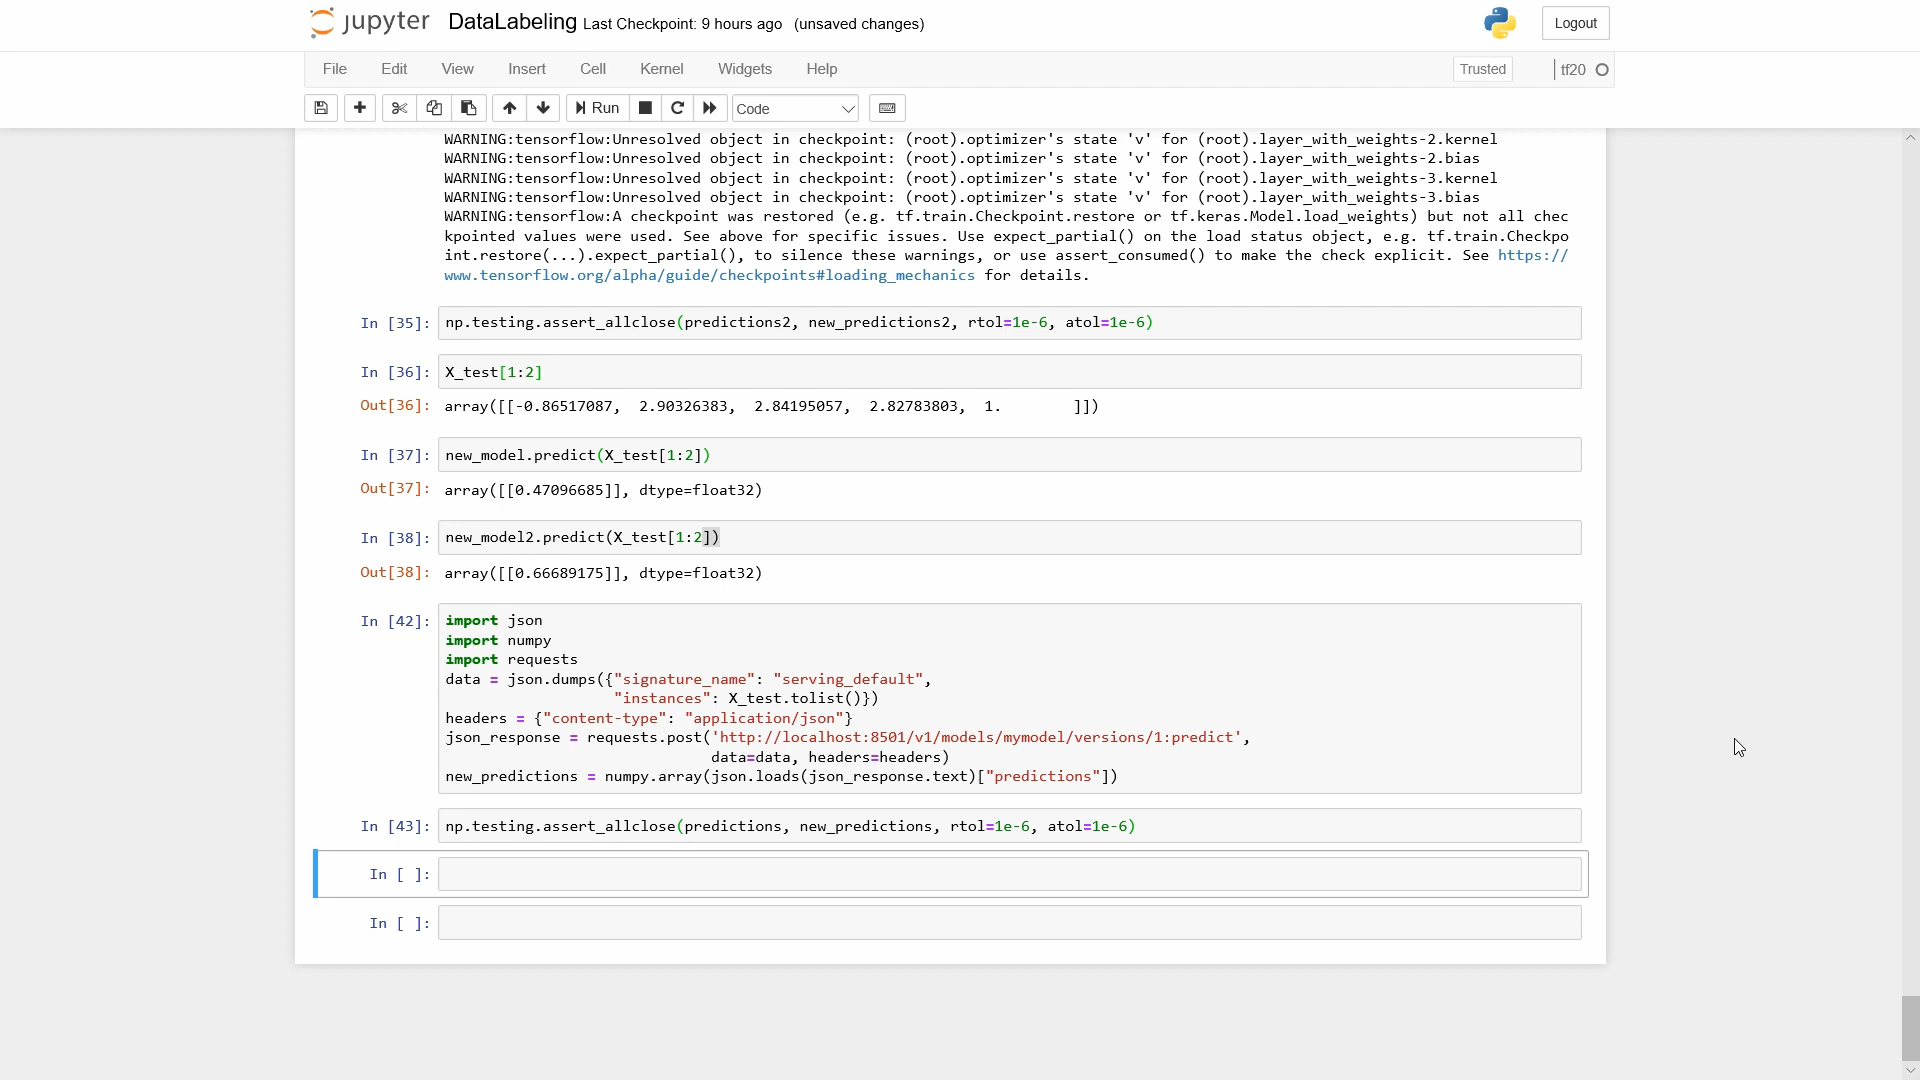 jupyter DataLabeling Last Checkpoint: 9 hours ago (unsaved changes) Logout
File Edit View Insert Cell Kernel Widgets Help Trusted tf20
Run Code
WARNING:tensorflow:Unresolved object in checkpoint: (root).optimizer's state 'v' for (root).layer_with_weights-2.kernel
WARNING:tensorflow:Unresolved object in checkpoint: (root).optimizer's state 'v' for (root).layer_with_weights-2.bias
WARNING:tensorflow:Unresolved object in checkpoint: (root).optimizer's state 'v' for (root).layer_with_weights-3.kernel
WARNING:tensorflow:Unresolved object in checkpoint: (root).optimizer's state 'v' for (root).layer_with_weights-3.bias
WARNING:tensorflow:A checkpoint was restored (e.g. tf.train.Checkpoint.restore or tf.keras.Model.load_weights) but not all chec
kpointed values were used. See above for specific issues. Use expect_partial() on the load status object, e.g. tf.train.Checkpo
int.restore(...).expect_partial(), to silence these warnings, or use assert_consumed() to make the check explicit. See https://
www.tensorflow.org/alpha/guide/checkpoints#loading_mechanics for details.
In [35]: np.testing.assert_allclose(predictions2, new_predictions2, rtol=1e-6, atol=1e-6)
In [36]: X_test[1:2]
Out[36]: array([[-0.86517087, 2.90326383, 2.84195057, 2.82783803, 1. ]])
In [37]: new_model.predict(X_test[1:2])
Out[37]: array([[0.47096685]], dtype=float32)
In [38]: new_model2.predict(X_test[1:2])
Out[38]: array([[0.66689175]], dtype=float32)
In [42]: import json
import numpy
import requests
data = json.dumps({"signature_name": "serving_default",
"instances": X_test.tolist()})
headers = {"content-type": "application/json"}
json_response = requests.post('http://localhost:8501/v1/models/mymodel/versions/1:predict',
data=data, headers=headers)
new_predictions = numpy.array(json.loads(json_response.text)["predictions"])
In [43]: np.testing.assert_allclose(predictions, new_predictions, rtol=1e-6, atol=1e-6)
In [ ]:
In [ ]: